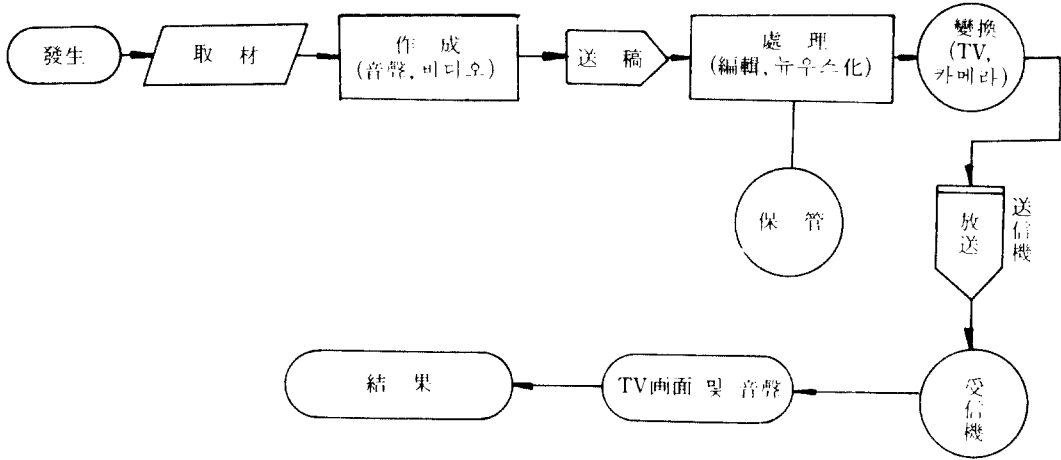 發生
取材
作成
(音聲, 비디오)
送稿
處理
(編輯, 뉴우스化)
變換
(TV,
카메라)
保管
放送
送信機
受信機
TV画面 및 音聲
結果